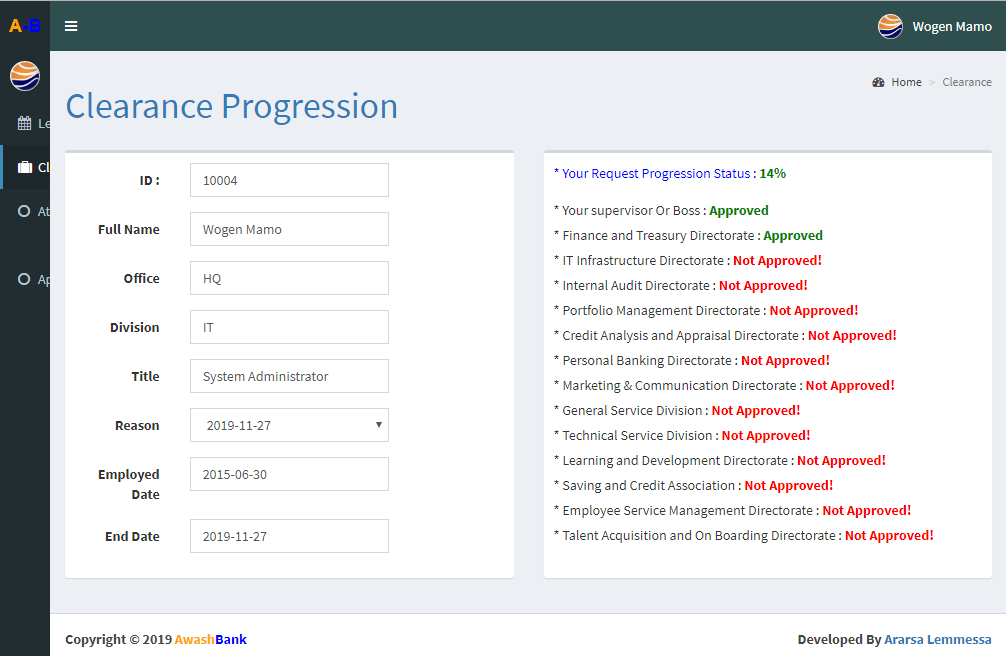 A B
Wogen Mamo
Home > Clearance
Clearance Progression
Le
Cl
At
Ap
ID : 10004
Full Name Wogen Mamo
Office HQ
Division IT
Title System Administrator
Reason 2019-11-27
Employed
Date
2015-06-30
End Date 2019-11-27
* Your Request Progression Status : 14%
* Your supervisor Or Boss : Approved
* Finance and Treasury Directorate : Approved
* IT Infrastructure Directorate : Not Approved!
* Internal Audit Directorate : Not Approved!
* Portfolio Management Directorate : Not Approved!
* Credit Analysis and Appraisal Directorate : Not Approved!
* Personal Banking Directorate : Not Approved!
* Marketing & Communication Directorate : Not Approved!
* General Service Division : Not Approved!
* Technical Service Division : Not Approved!
* Learning and Development Directorate : Not Approved!
* Saving and Credit Association : Not Approved!
* Employee Service Management Directorate : Not Approved!
* Talent Acquisition and On Boarding Directorate : Not Approved!
Copyright © 2019 AwashBank
Developed By Ararsa Lemmessa